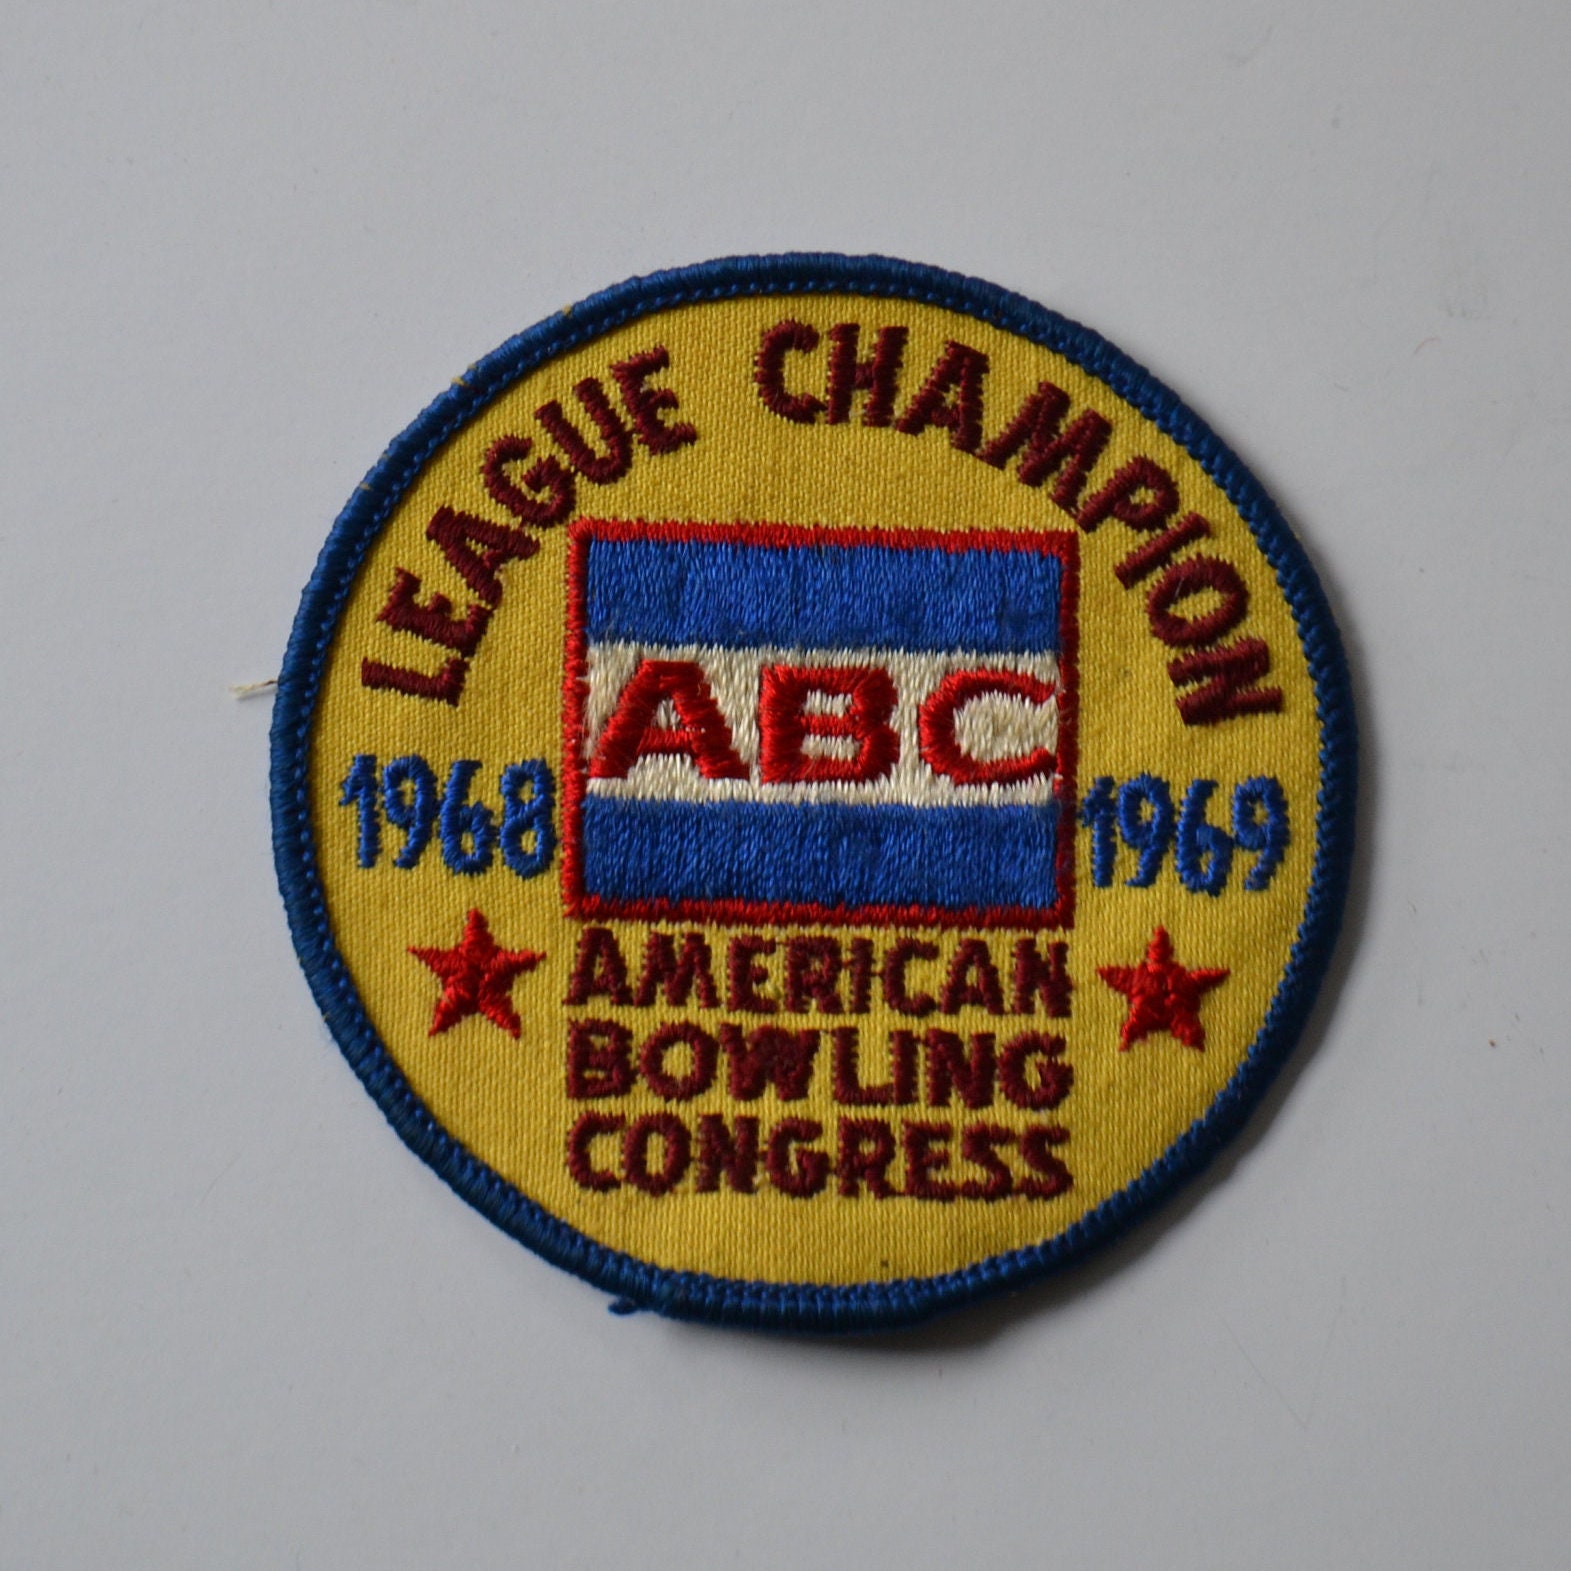 LEAGUE CHAMPION
ABC
1968 1969
AMERICAN
BOWLING
CONGRESS